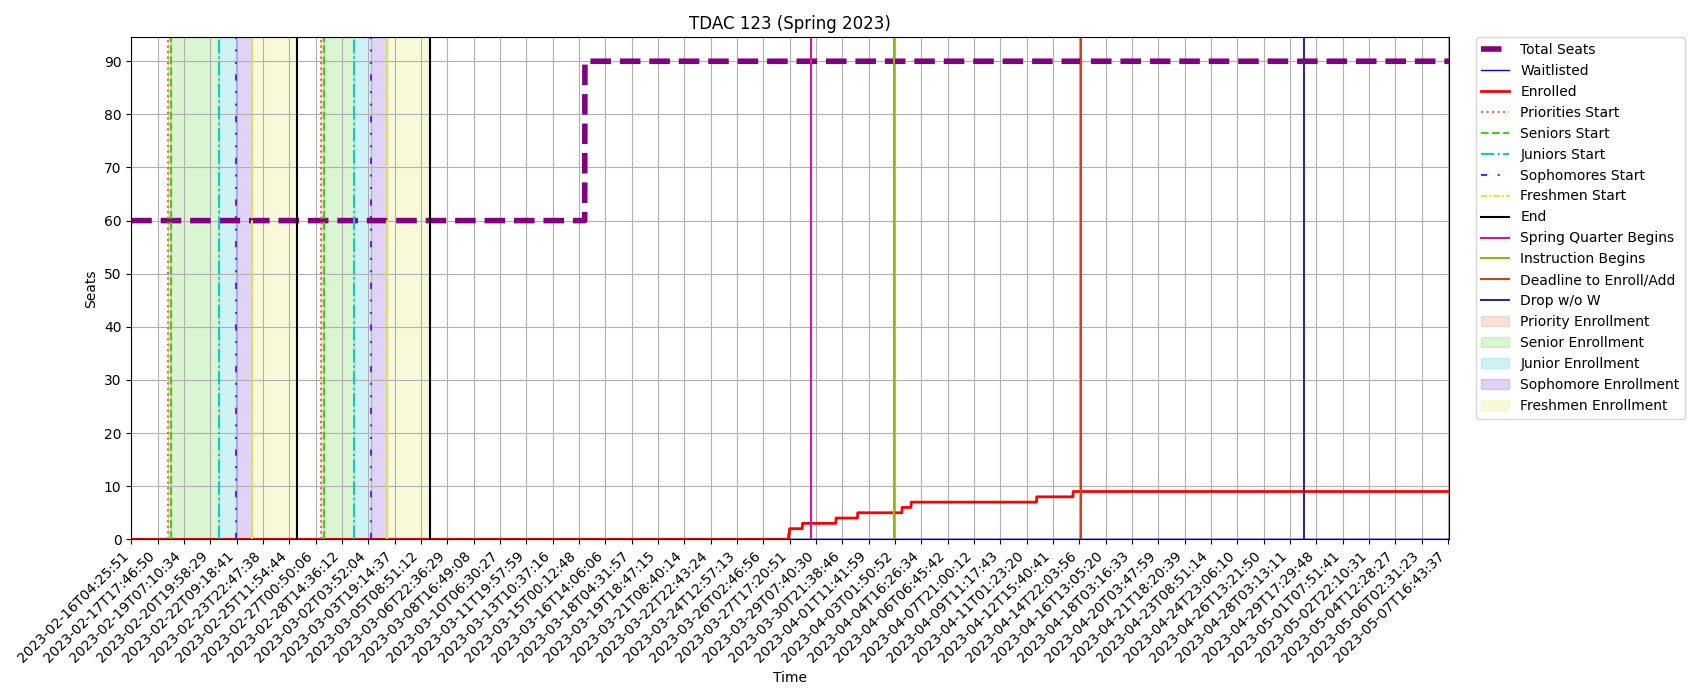 TDAC 123 (Spring 2023)
90
80
70
60
50
40
30
20
10
0
Seats
2023-02-16T04:25:51
2023-02-17T17:46:50
2023-02-19T07:10:34
2023-02-20T19:58:29
2023-02-22T09:18:41
2023-02-23T22:47:38
2023-02-25T11:54:44
2023-02-27T00:50:06
2023-02-28T14:36:12
2023-03-02T03:52:04
2023-03-03T19:14:37
2023-03-05T08:51:12
2023-03-06T22:36:29
2023-03-08T16:49:08
2023-03-10T06:30:27
2023-03-11T19:57:59
2023-03-13T10:37:16
2023-03-15T00:12:48
2023-03-16T14:06:06
2023-03-18T04:31:57
2023-03-19T18:47:15
2023-03-21T08:40:14
2023-03-22T22:43:24
2023-03-24T12:57:13
2023-03-26T02:46:56
2023-03-27T17:20:51
2023-03-29T07:40:30
2023-03-30T21:38:46
2023-04-01T11:41:59
2023-04-03T01:50:52
2023-04-04T16:26:34
2023-04-06T06:45:42
2023-04-07T21:00:12
2023-04-09T11:17:43
2023-04-11T01:23:20
2023-04-12T15:40:41
2023-04-14T22:03:56
2023-04-16T13:05:20
2023-04-18T03:16:33
2023-04-20T03:47:59
2023-04-21T18:20:39
2023-04-23T08:51:14
2023-04-24T23:06:10
2023-04-26T13:21:50
2023-04-28T03:13:11
2023-04-29T17:29:48
2023-05-01T07:51:41
2023-05-02T22:10:31
2023-05-04T12:28:27
2023-05-06T02:31:23
2023-05-07T16:43:37
Time
Total Seats
Waitlisted
Enrolled
Priorities Start
Seniors Start
Juniors Start
Sophomores Start
Freshmen Start
End
Spring Quarter Begins
Instruction Begins
Deadline to Enroll/Add
Drop w/o W
Priority Enrollment
Senior Enrollment
Junior Enrollment
Sophomore Enrollment
Freshmen Enrollment